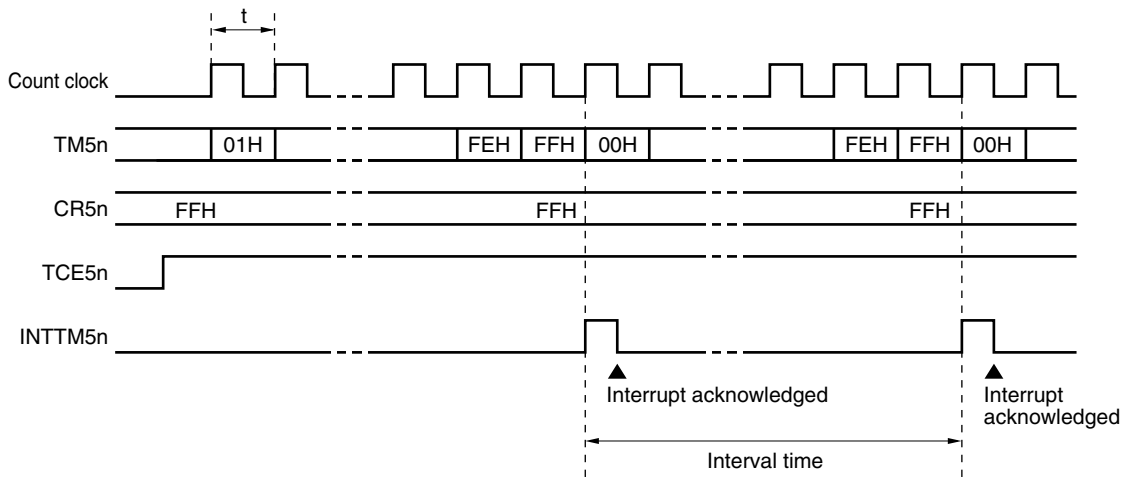 t
Count clock
TM5n 01H FEH FFH 00H FEH FFH 00H
CR5n FFH FFH FFH
TCE5n
INTTM5n
Interrupt acknowledged
Interrupt
acknowledged
Interval time